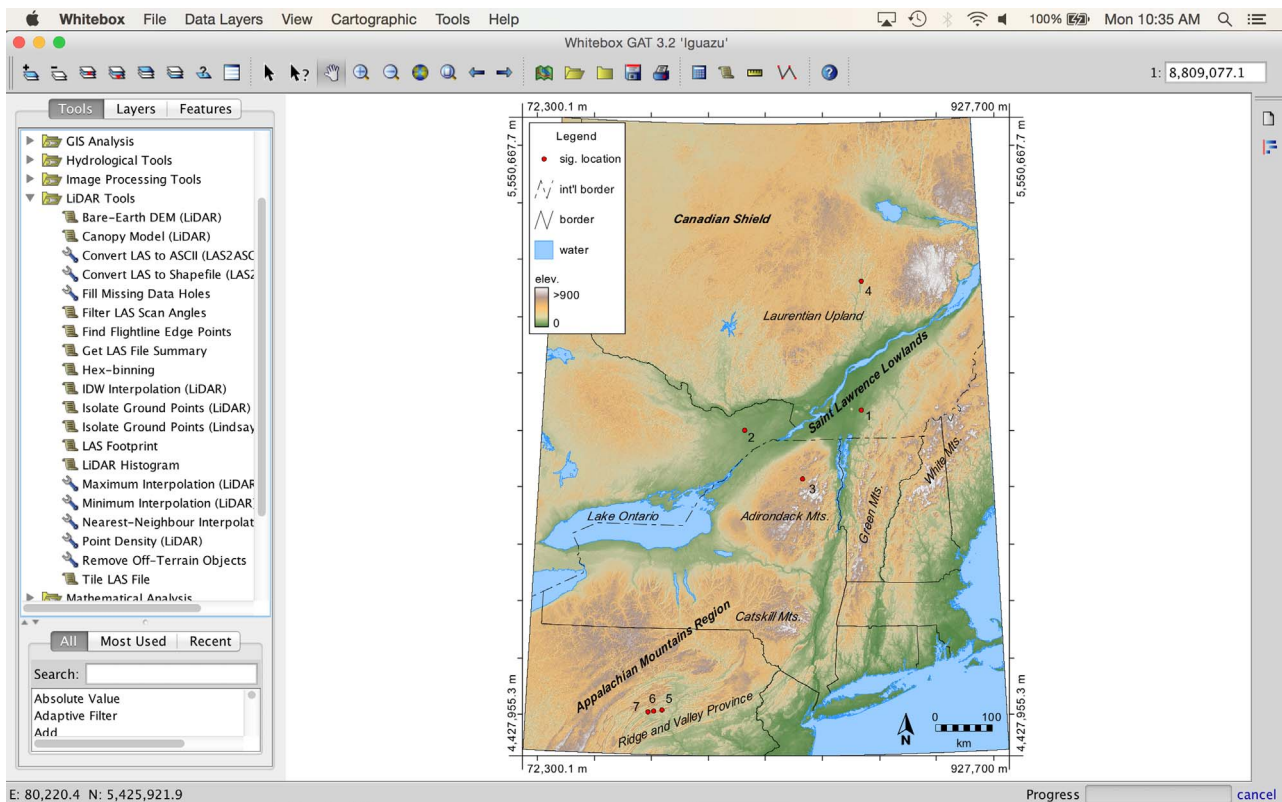 Whitebox File Data Layers View Cartographic Tools Help 100% Mon 10:35 AM
Whitebox GAT 3.2 'Iguazu'
1: 8,809,077.1
Tools Layers Features
GIS Analysis
Hydrological Tools
Image Processing Tools
LiDAR Tools
Bare-Earth DEM (LiDAR)
Canopy Model (LiDAR)
Convert LAS to ASCII (LAS2ASC
Convert LAS to Shapefile (LAS2
Fill Missing Data Holes
Filter LAS Scan Angles
Find Flightline Edge Points
Get LAS File Summary
Hex-binning
IDW Interpolation (LiDAR)
Isolate Ground Points (LiDAR)
Isolate Ground Points (Lindsay
LAS Footprint
LiDAR Histogram
Maximum Interpolation (LiDAR
Minimum Interpolation (LiDAR
Nearest-Neighbour Interpolat
Point Density (LiDAR)
Remove Off-Terrain Objects
Tile LAS File
Mathematical Analysis
All Most Used Recent
Search:
Absolute Value
Adaptive Filter
Add
72,300.1 m 927,700 m
5,550,667.7 m
5,550,667.7 m
Legend
sig. location
int'l border
border
water
elev.
>900
0
Canadian Shield
4
Laurentian Upland
Saint Lawrence Lowlands
1
2
White Mts.
3
Lake Ontario
Adirondack Mts.
Green Mts.
Catskill Mts.
Appalachian Mountains Region
7 6 5
Ridge and Valley Province
0 100
km
N
4,427,955.3 m
4,427,955.3 m
72,300.1 m 927,700 m
E: 80,220.4 N: 5,425,921.9 Progress cancel